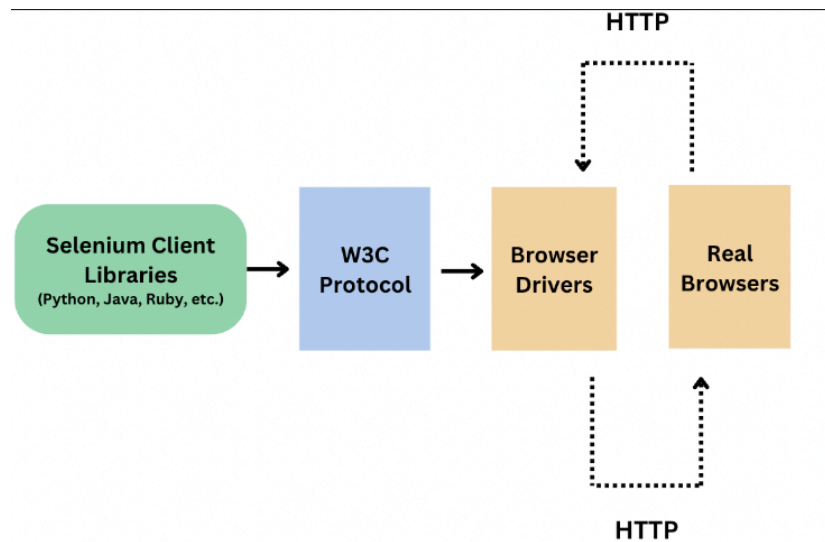 HTTP
Selenium Client
Libraries
(Python, Java, Ruby, etc.)
W3C
Protocol
Browser
Drivers
Real
Browsers
HTTP